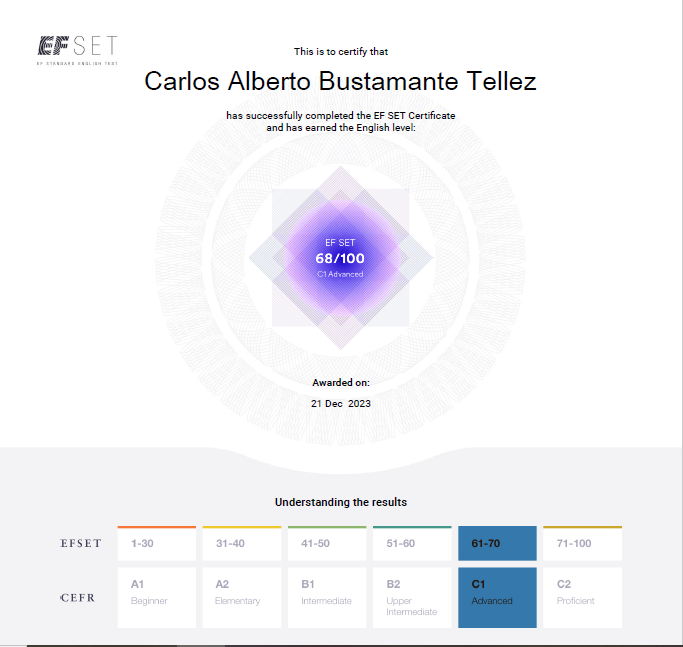 EFSET
EF STANDARD ENGLISH TEST
This is to certify that
Carlos Alberto Bustamante Tellez
has successfully completed the EF SET Certificate
and has earned the English level:
EF SET
68/100
C1 Advanced
Awarded on:
21 Dec 2023
Understanding the results
EFSET 1-30 31-40 41-50 51-60 61-70 71-100
CEFR A1 A2 B1 B2 C1 C2
Beginner Elementary Intermediate Upper Advanced Proficient
Intermediate